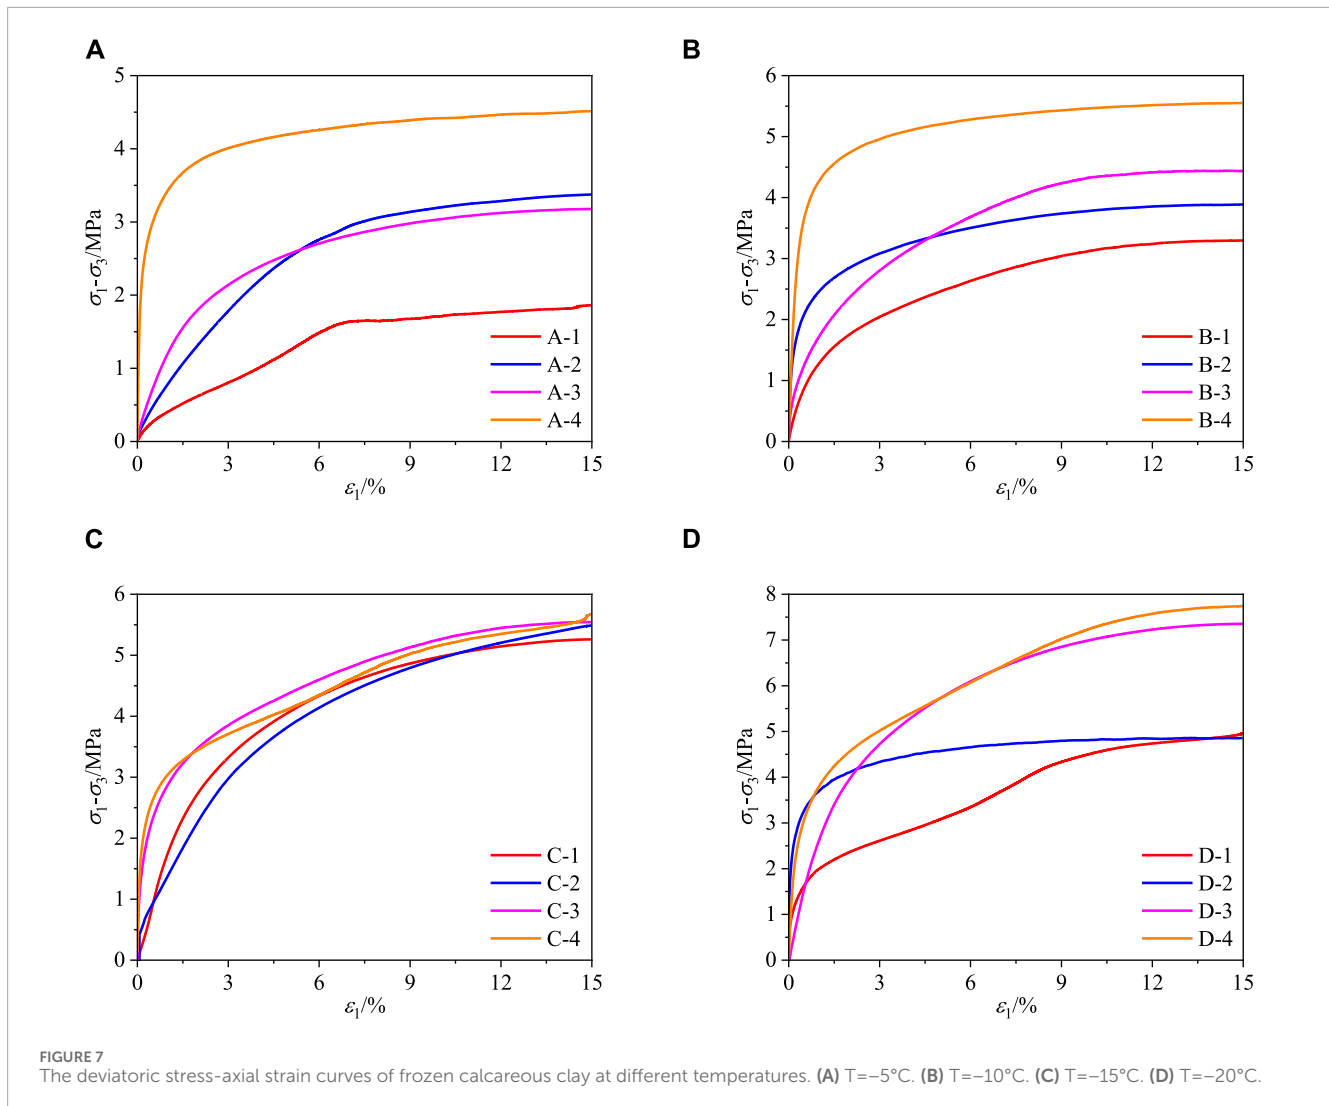 A
σ1-σ3/MPa
5
4
3
2
1
0
0 3 6 9 12 15
ε1/%
A-1
A-2
A-3
A-4
B
σ1-σ3/MPa
6
5
4
3
2
1
0
0 3 6 9 12 15
ε1/%
B-1
B-2
B-3
B-4
C
σ1-σ3/MPa
6
5
4
3
2
1
0
0 3 6 9 12 15
ε1/%
C-1
C-2
C-3
C-4
D
σ1-σ3/MPa
8
7
6
5
4
3
2
1
0
0 3 6 9 12 15
ε1/%
D-1
D-2
D-3
D-4
FIGURE 7
The deviatoric stress-axial strain curves of frozen calcareous clay at different temperatures. (A) T=−5°C. (B) T=−10°C. (C) T=−15°C. (D) T=−20°C.